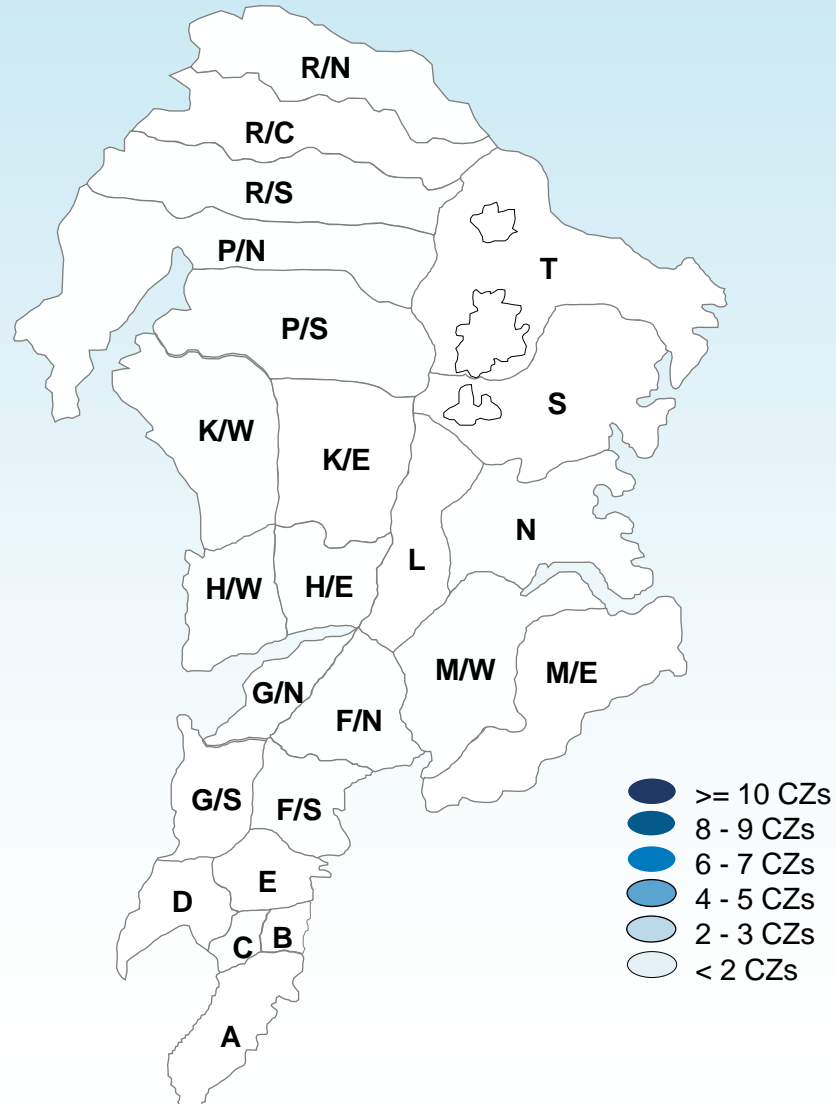 R/N
R/C
R/S
P/N
T
P/S
S
K/W
K/E
N
L
H/W
H/E
M/W
M/E
G/N
F/N
G/S
F/S
E
D
B
C
A
>= 10 CZs
8 - 9 CZs
6 - 7 CZs
4 - 5 CZs
2 - 3 CZs
< 2 CZs